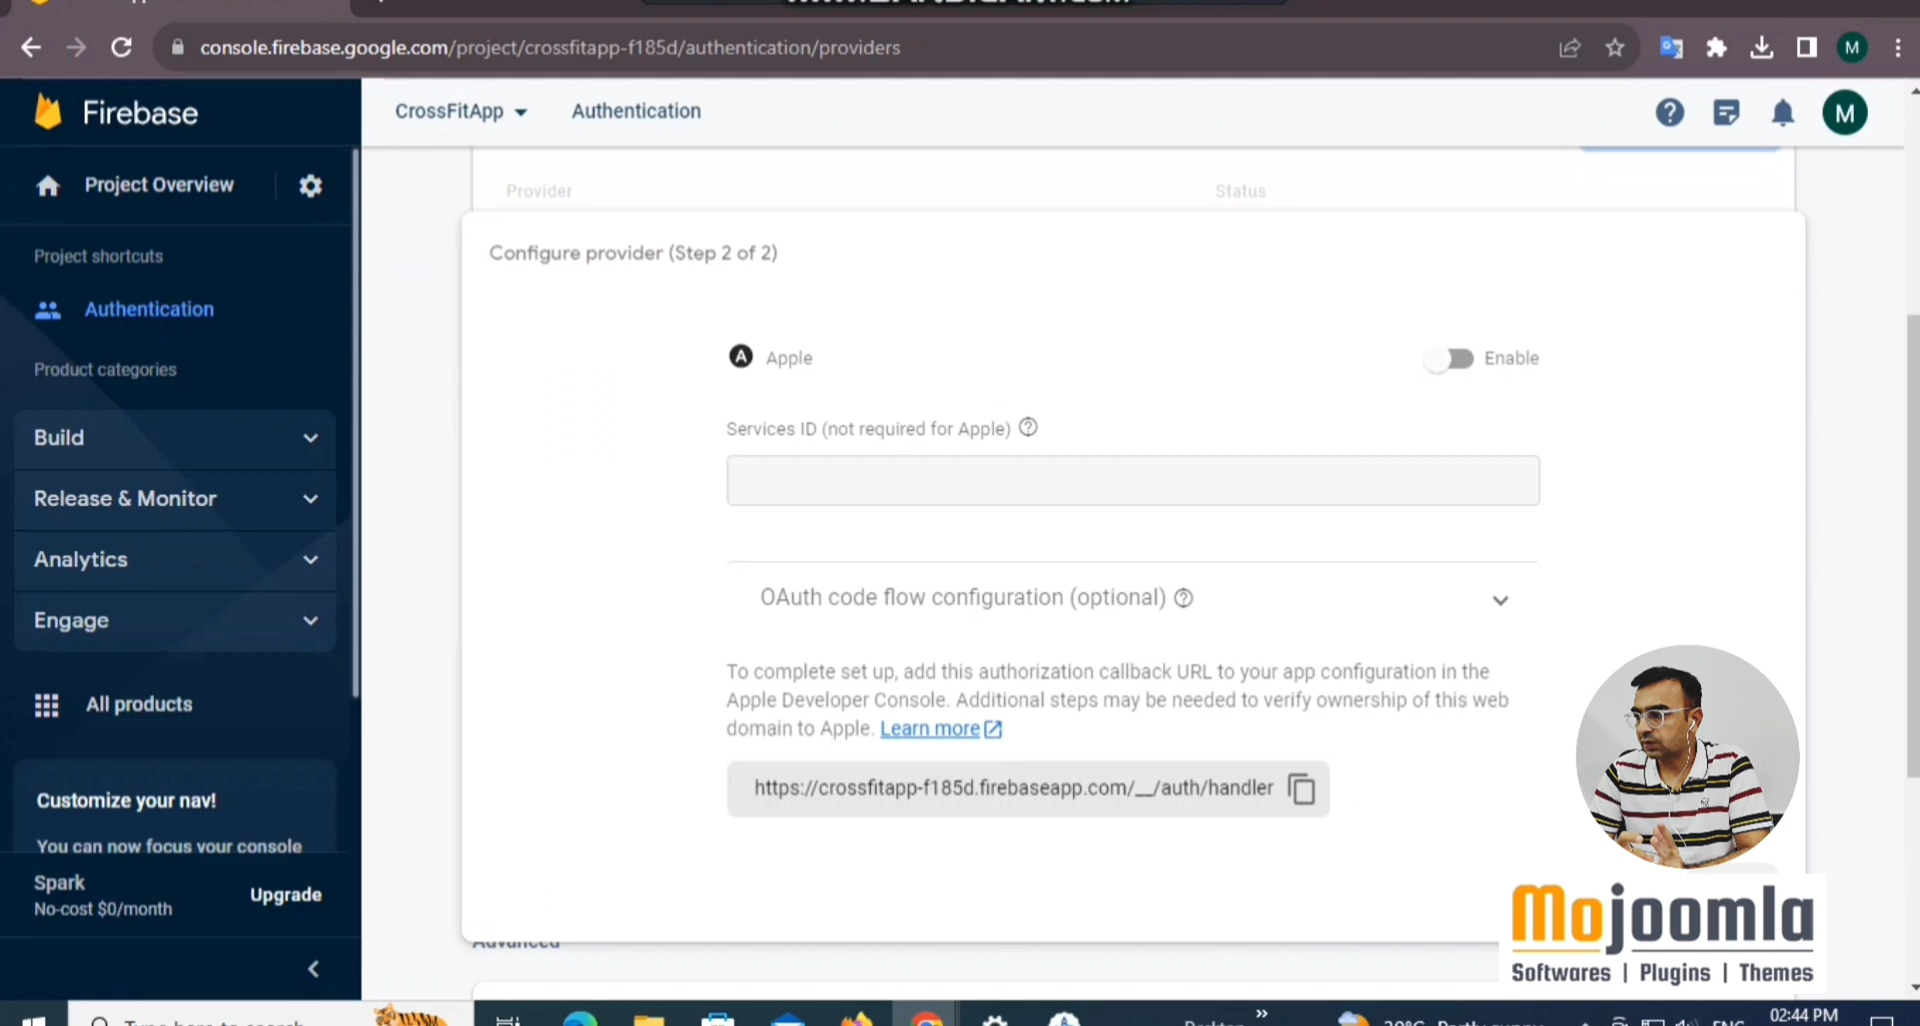 console.firebase.google.com/project/crossfitapp-f185d/authentication/providers
M
Firebase
CrossFitApp
Authentication
M
Project Overview
Provider
Status
Configure provider (Step 2 of 2)
Project shortcuts
Authentication
Apple
Enable
Product categories
Services ID (not required for Apple)
Build
Release & Monitor
Analytics
OAuth code flow configuration (optional)
Engage
To complete set up, add this authorization callback URL to your app configuration in the
Apple Developer Console. Additional steps may be needed to verify ownership of this web
domain to Apple. Learn more
All products
https://crossfitapp-f185d.firebaseapp.com/__/auth/handler
Customize your nav!
You can now focus your console
Spark
No-cost $0/month
Upgrade
Advanced
Mojoomla
Softwares | Plugins | Themes
Type here to search
Desktop
02:44 PM